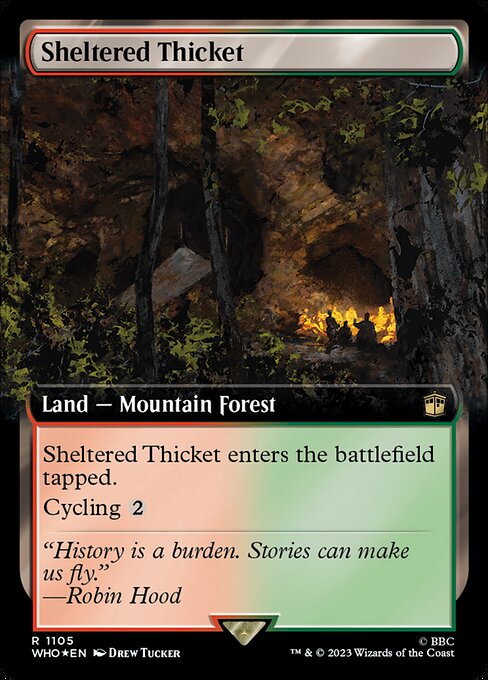 Sheltered Thicket
Land — Mountain Forest
Sheltered Thicket enters the battlefield
tapped.
Cycling 2
“History is a burden. Stories can make
us fly.”
—Robin Hood
R 1105
WHO★EN Drew Tucker
© BBC
™ & © 2023 Wizards of the Coast